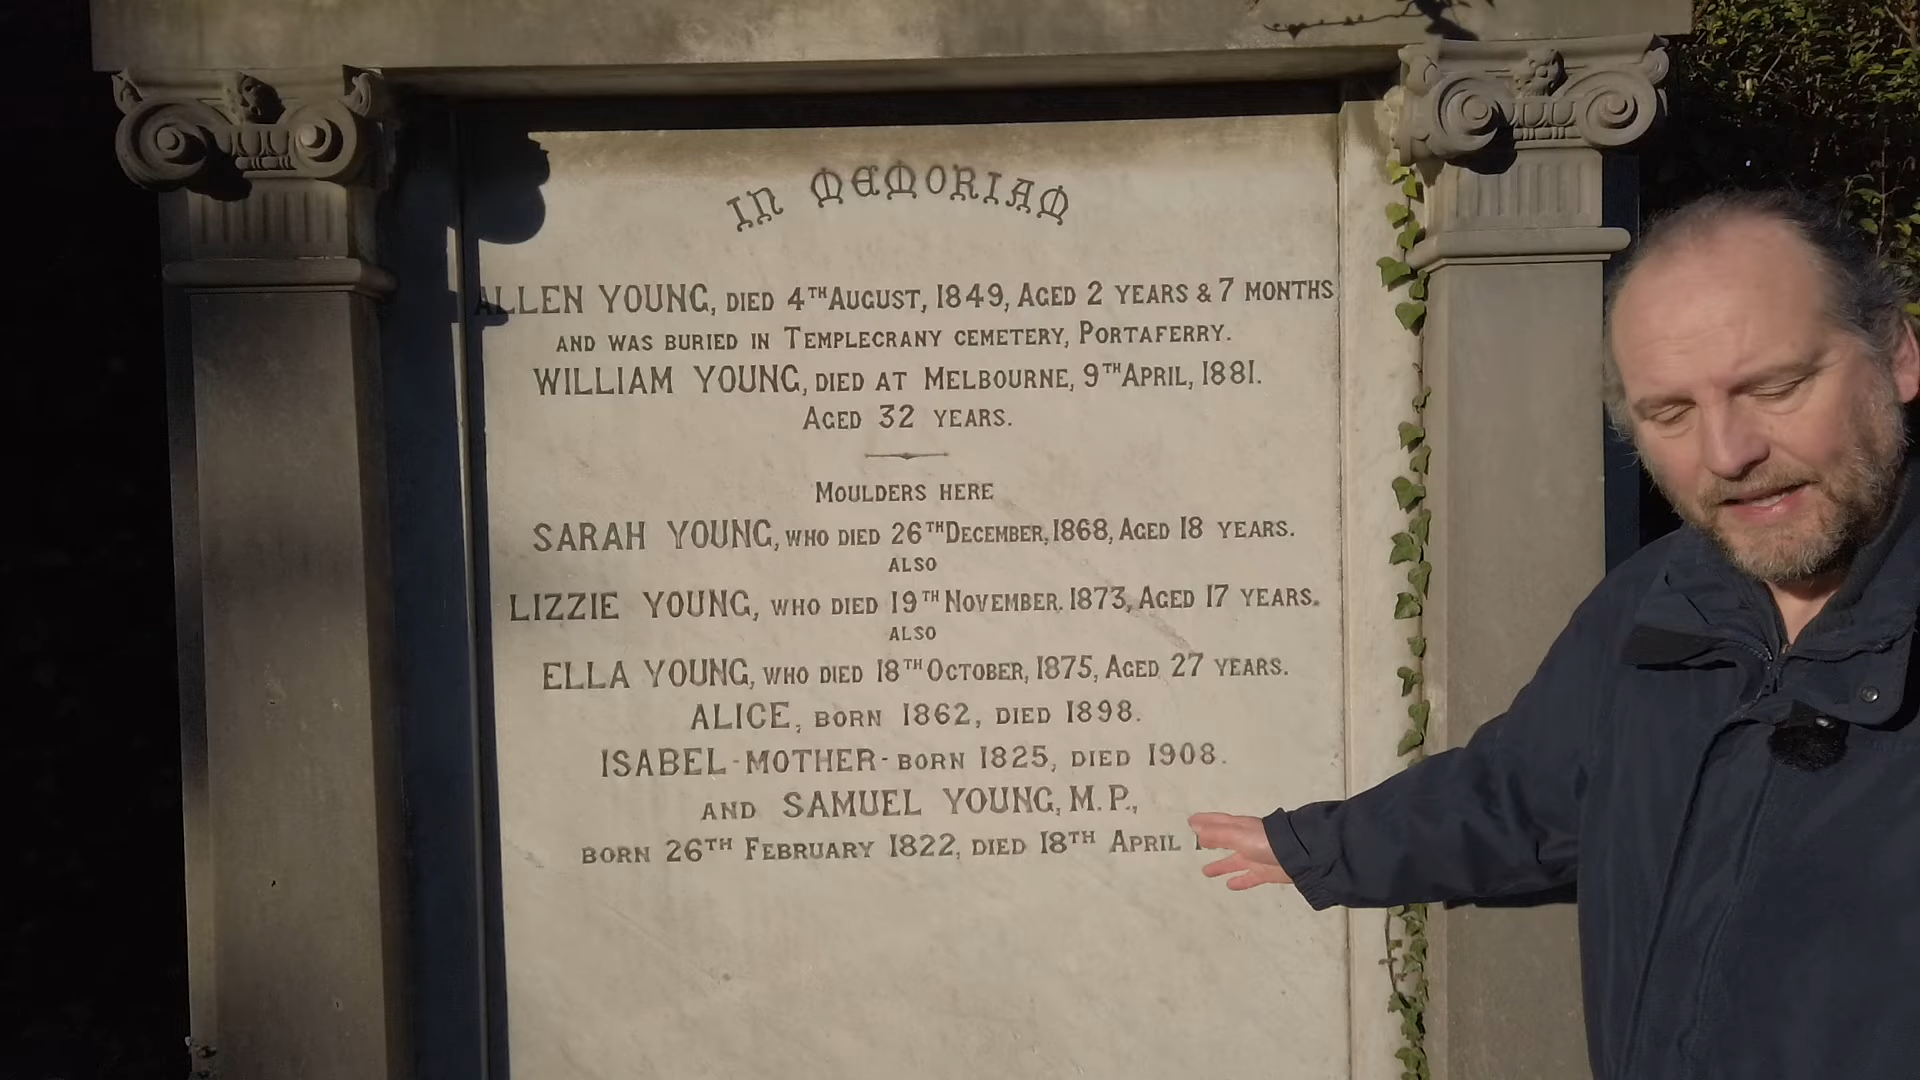 IN MEMORIAM
ALLEN YOUNG, DIED 4TH AUGUST, 1849, AGED 2 YEARS & 7 MONTHS
AND WAS BURIED IN TEMPLECRANY CEMETERY, PORTAFERRY.
WILLIAM YOUNG, DIED AT MELBOURNE, 9TH APRIL, 1881.
AGED 32 YEARS.
MOULDERS HERE
SARAH YOUNG, WHO DIED 26TH DECEMBER, 1868, AGED 18 YEARS.
ALSO
LIZZIE YOUNG, WHO DIED 19TH NOVEMBER. 1873, AGED 17 YEARS.
ALSO
ELLA YOUNG, WHO DIED 18TH OCTOBER, 1875, AGED 27 YEARS.
ALICE, BORN 1862, DIED 1898.
ISABEL - MOTHER - BORN 1825, DIED 1908.
AND SAMUEL YOUNG, M.P.,
BORN 26TH FEBRUARY 1822, DIED 18TH APRIL